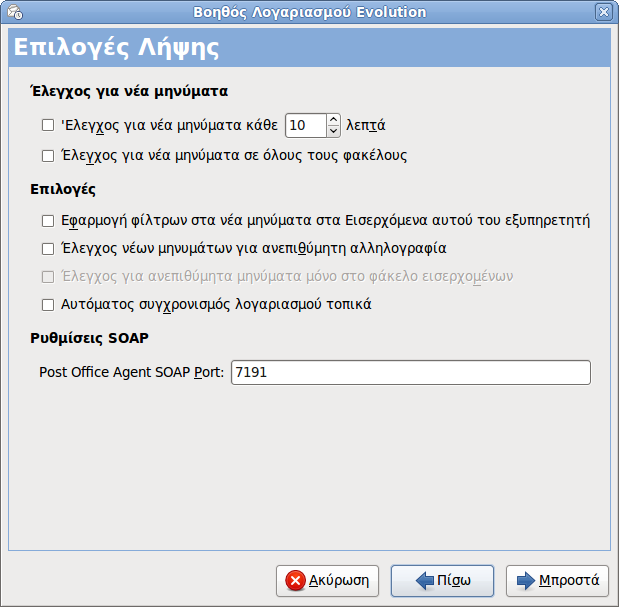 Βοηθός Λογαριασμού Evolution
Επιλογές Λήψης
Έλεγχος για νέα μηνύματα
'Ελεγχος για νέα μηνύματα κάθε 10 λεπτά
Έλεγχος για νέα μηνύματα σε όλους τους φακέλους
Επιλογές
Εφαρμογή φίλτρων στα νέα μηνύματα στα Εισερχόμενα αυτού του εξυπηρετητή
Έλεγχος νέων μηνυμάτων για ανεπιθύμητη αλληλογραφία
Έλεγχος για ανεπιθύμητα μηνύματα μόνο στο φάκελο εισερχομένων
Αυτόματος συγχρονισμός λογαριασμού τοπικά
Ρυθμίσεις SOAP
Post Office Agent SOAP Port: 7191
Ακύρωση Πίσω Μπροστά